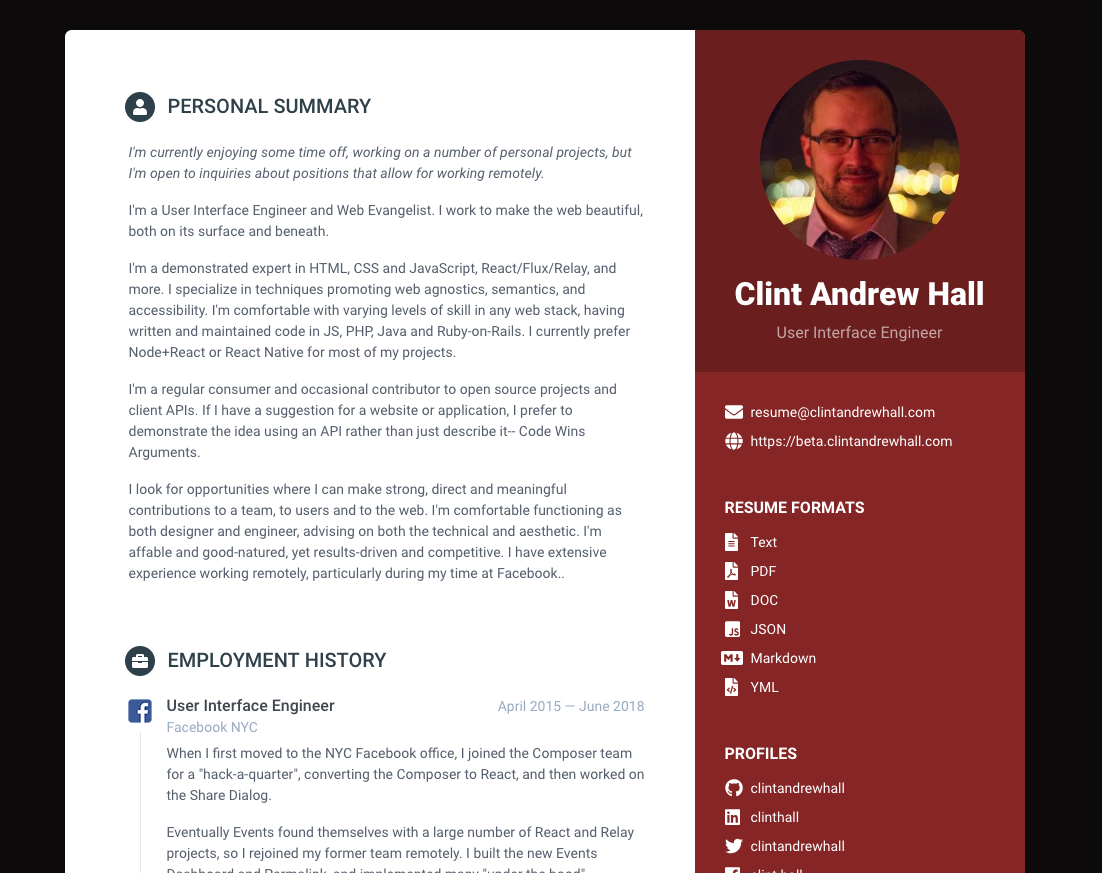 PERSONAL SUMMARY
I'm currently enjoying some time off, working on a number of personal projects, but
I'm open to inquiries about positions that allow for working remotely.
I'm a User Interface Engineer and Web Evangelist. I work to make the web beautiful,
both on its surface and beneath.
I'm a demonstrated expert in HTML, CSS and JavaScript, React/Flux/Relay, and
more. I specialize in techniques promoting web agnostics, semantics, and
accessibility. I'm comfortable with varying levels of skill in any web stack, having
written and maintained code in JS, PHP, Java and Ruby-on-Rails. I currently prefer
Node+React or React Native for most of my projects.
I'm a regular consumer and occasional contributor to open source projects and
client APIs. If I have a suggestion for a website or application, I prefer to
demonstrate the idea using an API rather than just describe it-- Code Wins
Arguments.
I look for opportunities where I can make strong, direct and meaningful
contributions to a team, to users and to the web. I'm comfortable functioning as
both designer and engineer, advising on both the technical and aesthetic. I'm
affable and good-natured, yet results-driven and competitive. I have extensive
experience working remotely, particularly during my time at Facebook..
EMPLOYMENT HISTORY
User Interface Engineer April 2015 — June 2018
Facebook NYC
When I first moved to the NYC Facebook office, I joined the Composer team
for a "hack-a-quarter", converting the Composer to React, and then worked on
the Share Dialog.
Eventually Events found themselves with a large number of React and Relay
projects, so I rejoined my former team remotely. I built the new Events
Dashboard and Permalink, and implemented many "under the hood"
Clint Andrew Hall
User Interface Engineer
resume@clintandrewhall.com
https://beta.clintandrewhall.com
RESUME FORMATS
Text
PDF
DOC
JSON
Markdown
YML
PROFILES
clintandrewhall
clinthall
clintandrewhall
clint.hall